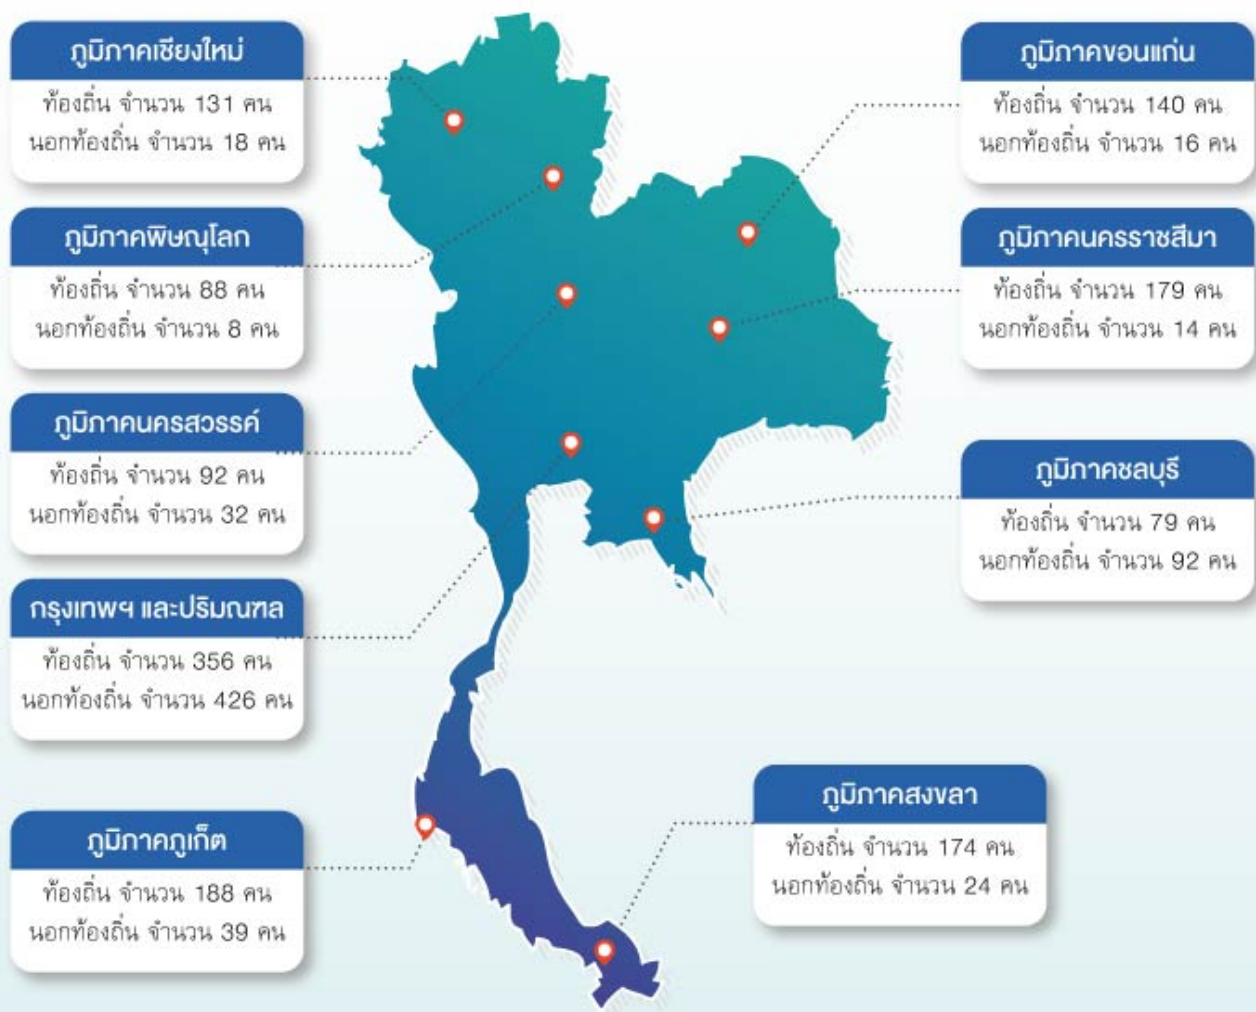 ภูมิภาคเชียงใหม่
ท้องถิ่น จำนวน 131 คน
นอกท้องถิ่น จำนวน 18 คน
ภูมิภาคพิษณุโลก
ท้องถิ่น จำนวน 88 คน
นอกท้องถิ่น จำนวน 8 คน
ภูมิภาคนครสวรรค์
ท้องถิ่น จำนวน 92 คน
นอกท้องถิ่น จำนวน 32 คน
กรุงเทพฯ และปริมณฑล
ท้องถิ่น จำนวน 356 คน
นอกท้องถิ่น จำนวน 426 คน
ภูมิภาคภูเก็ต
ท้องถิ่น จำนวน 188 คน
นอกท้องถิ่น จำนวน 39 คน
ภูมิภาคขอนแก่น
ท้องถิ่น จำนวน 140 คน
นอกท้องถิ่น จำนวน 16 คน
ภูมิภาคนครราชสีมา
ท้องถิ่น จำนวน 179 คน
นอกท้องถิ่น จำนวน 14 คน
ภูมิภาคชลบุรี
ท้องถิ่น จำนวน 79 คน
นอกท้องถิ่น จำนวน 92 คน
ภูมิภาคสงขลา
ท้องถิ่น จำนวน 174 คน
นอกท้องถิ่น จำนวน 24 คน